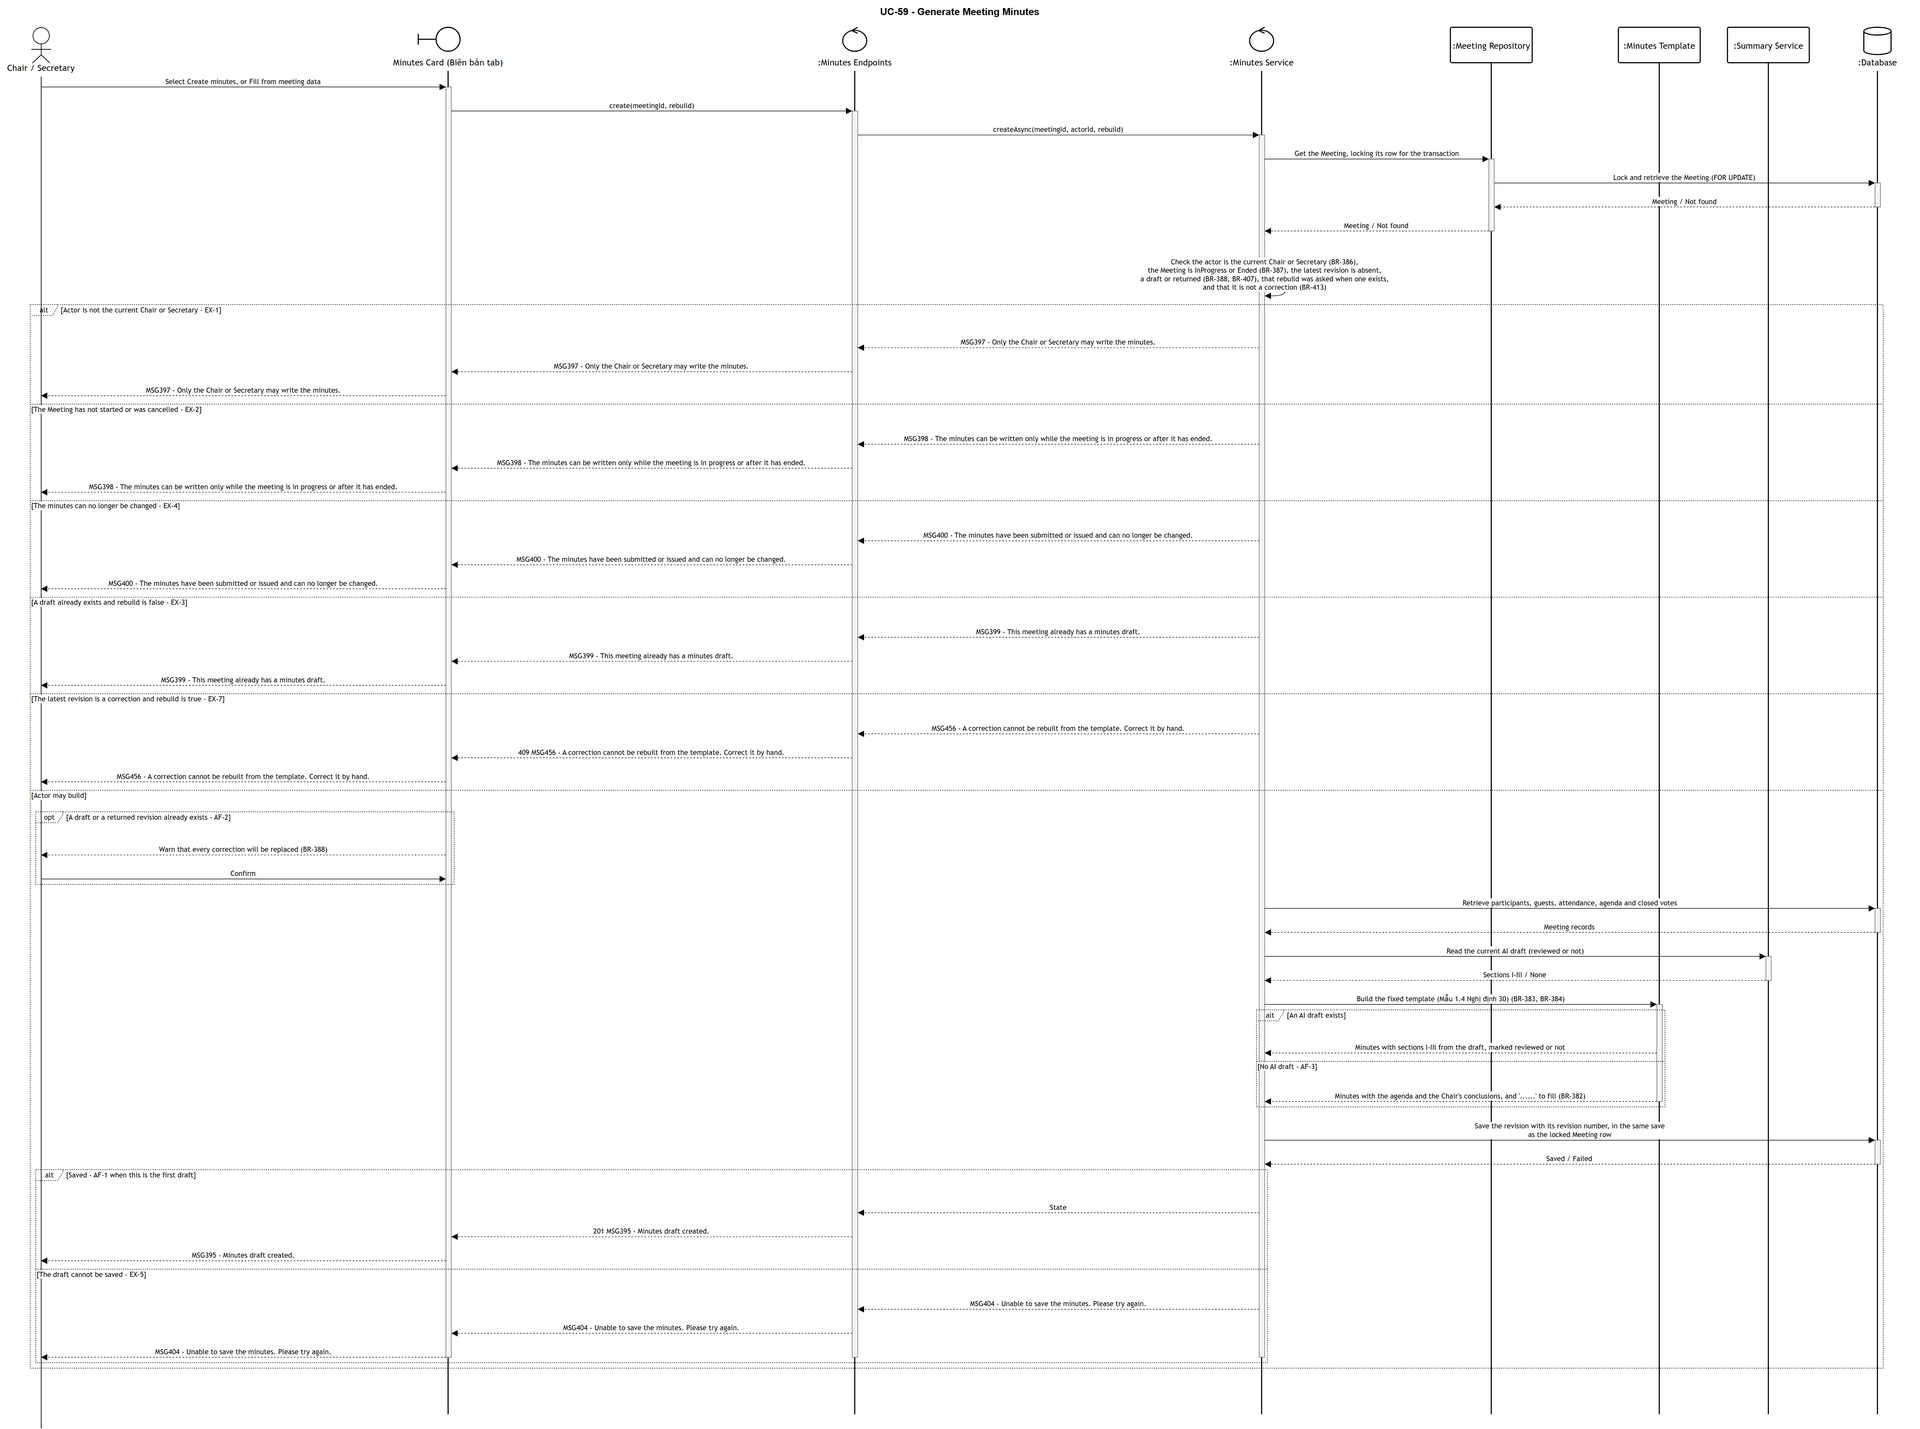 UC-59 - Generate Meeting Minutes
Chair / Secretary
Minutes Card (Biên bản tab)
:Minutes Endpoints
:Minutes Service
:Meeting Repository
:Minutes Template
:Summary Service
:Database
Select Create minutes, or Fill from meeting data
create(meetingId, rebuild)
createAsync(meetingId, actorId, rebuild)
Get the Meeting, locking its row for the transaction
Lock and retrieve the Meeting (FOR UPDATE)
Meeting / Not found
Meeting / Not found
Check the actor is the current Chair or Secretary (BR-386),
the Meeting is InProgress or Ended (BR-387), the latest revision is absent,
a draft or returned (BR-388, BR-407), that rebuild was asked when one exists,
and that it is not a correction (BR-413)
alt
[Actor is not the current Chair or Secretary - EX-1]
MSG397 - Only the Chair or Secretary may write the minutes.
MSG397 - Only the Chair or Secretary may write the minutes.
MSG397 - Only the Chair or Secretary may write the minutes.
[The Meeting has not started or was cancelled - EX-2]
MSG398 - The minutes can be written only while the meeting is in progress or after it has ended.
MSG398 - The minutes can be written only while the meeting is in progress or after it has ended.
MSG398 - The minutes can be written only while the meeting is in progress or after it has ended.
[The minutes can no longer be changed - EX-4]
MSG400 - The minutes have been submitted or issued and can no longer be changed.
MSG400 - The minutes have been submitted or issued and can no longer be changed.
MSG400 - The minutes have been submitted or issued and can no longer be changed.
[A draft already exists and rebuild is false - EX-3]
MSG399 - This meeting already has a minutes draft.
MSG399 - This meeting already has a minutes draft.
MSG399 - This meeting already has a minutes draft.
[The latest revision is a correction and rebuild is true - EX-7]
MSG456 - A correction cannot be rebuilt from the template. Correct it by hand.
409 MSG456 - A correction cannot be rebuilt from the template. Correct it by hand.
MSG456 - A correction cannot be rebuilt from the template. Correct it by hand.
[Actor may build]
opt
[A draft or a returned revision already exists - AF-2]
Warn that every correction will be replaced (BR-388)
Confirm
Retrieve participants, guests, attendance, agenda and closed votes
Meeting records
Read the current AI draft (reviewed or not)
Sections I-III / None
Build the fixed template (Mẫu 1.4 Nghị định 30) (BR-383, BR-384)
alt
[An AI draft exists]
Minutes with sections I-III from the draft, marked reviewed or not
[No AI draft - AF-3]
Minutes with the agenda and the Chair's conclusions, and '......' to fill (BR-382)
Save the revision with its revision number, in the same save
as the locked Meeting row
Saved / Failed
alt
[Saved - AF-1 when this is the first draft]
State
201 MSG395 - Minutes draft created.
MSG395 - Minutes draft created.
[The draft cannot be saved - EX-5]
MSG404 - Unable to save the minutes. Please try again.
MSG404 - Unable to save the minutes. Please try again.
MSG404 - Unable to save the minutes. Please try again.